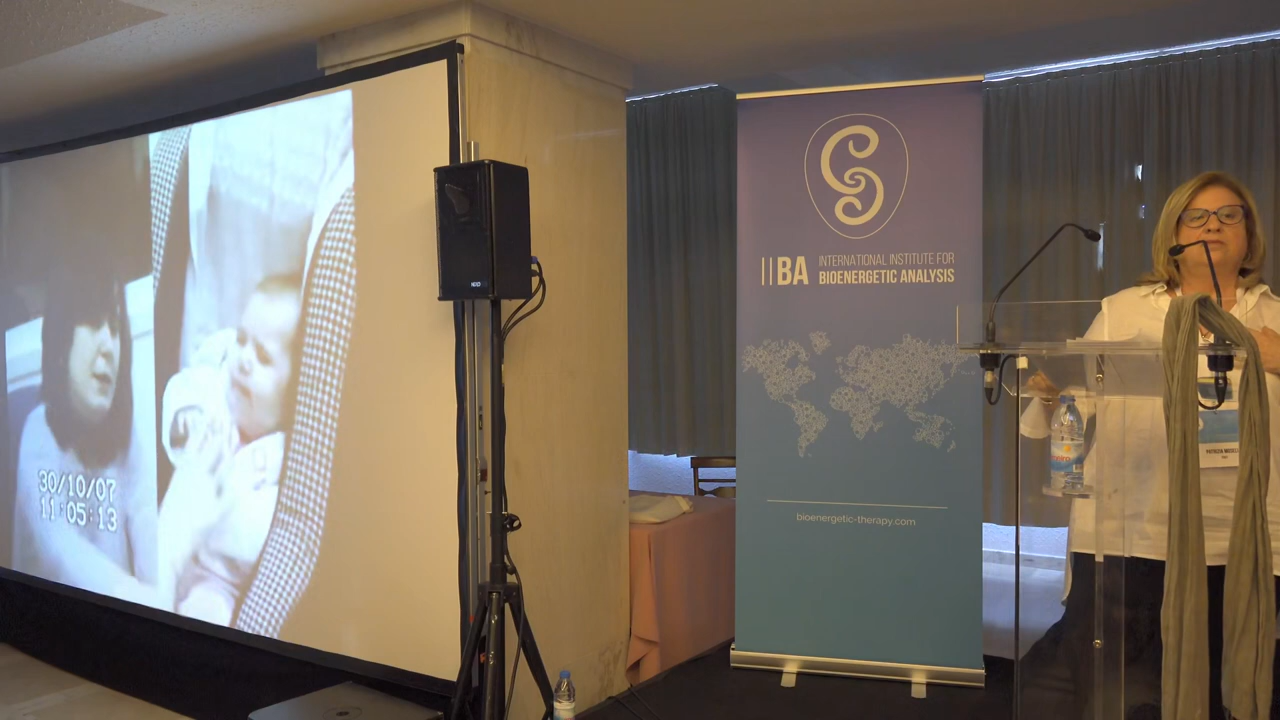 30/10/07
11:05:13
IIBA
INTERNATIONAL INSTITUTE FOR
BIOENERGETIC ANALYSIS
bioenergetic-therapy.com